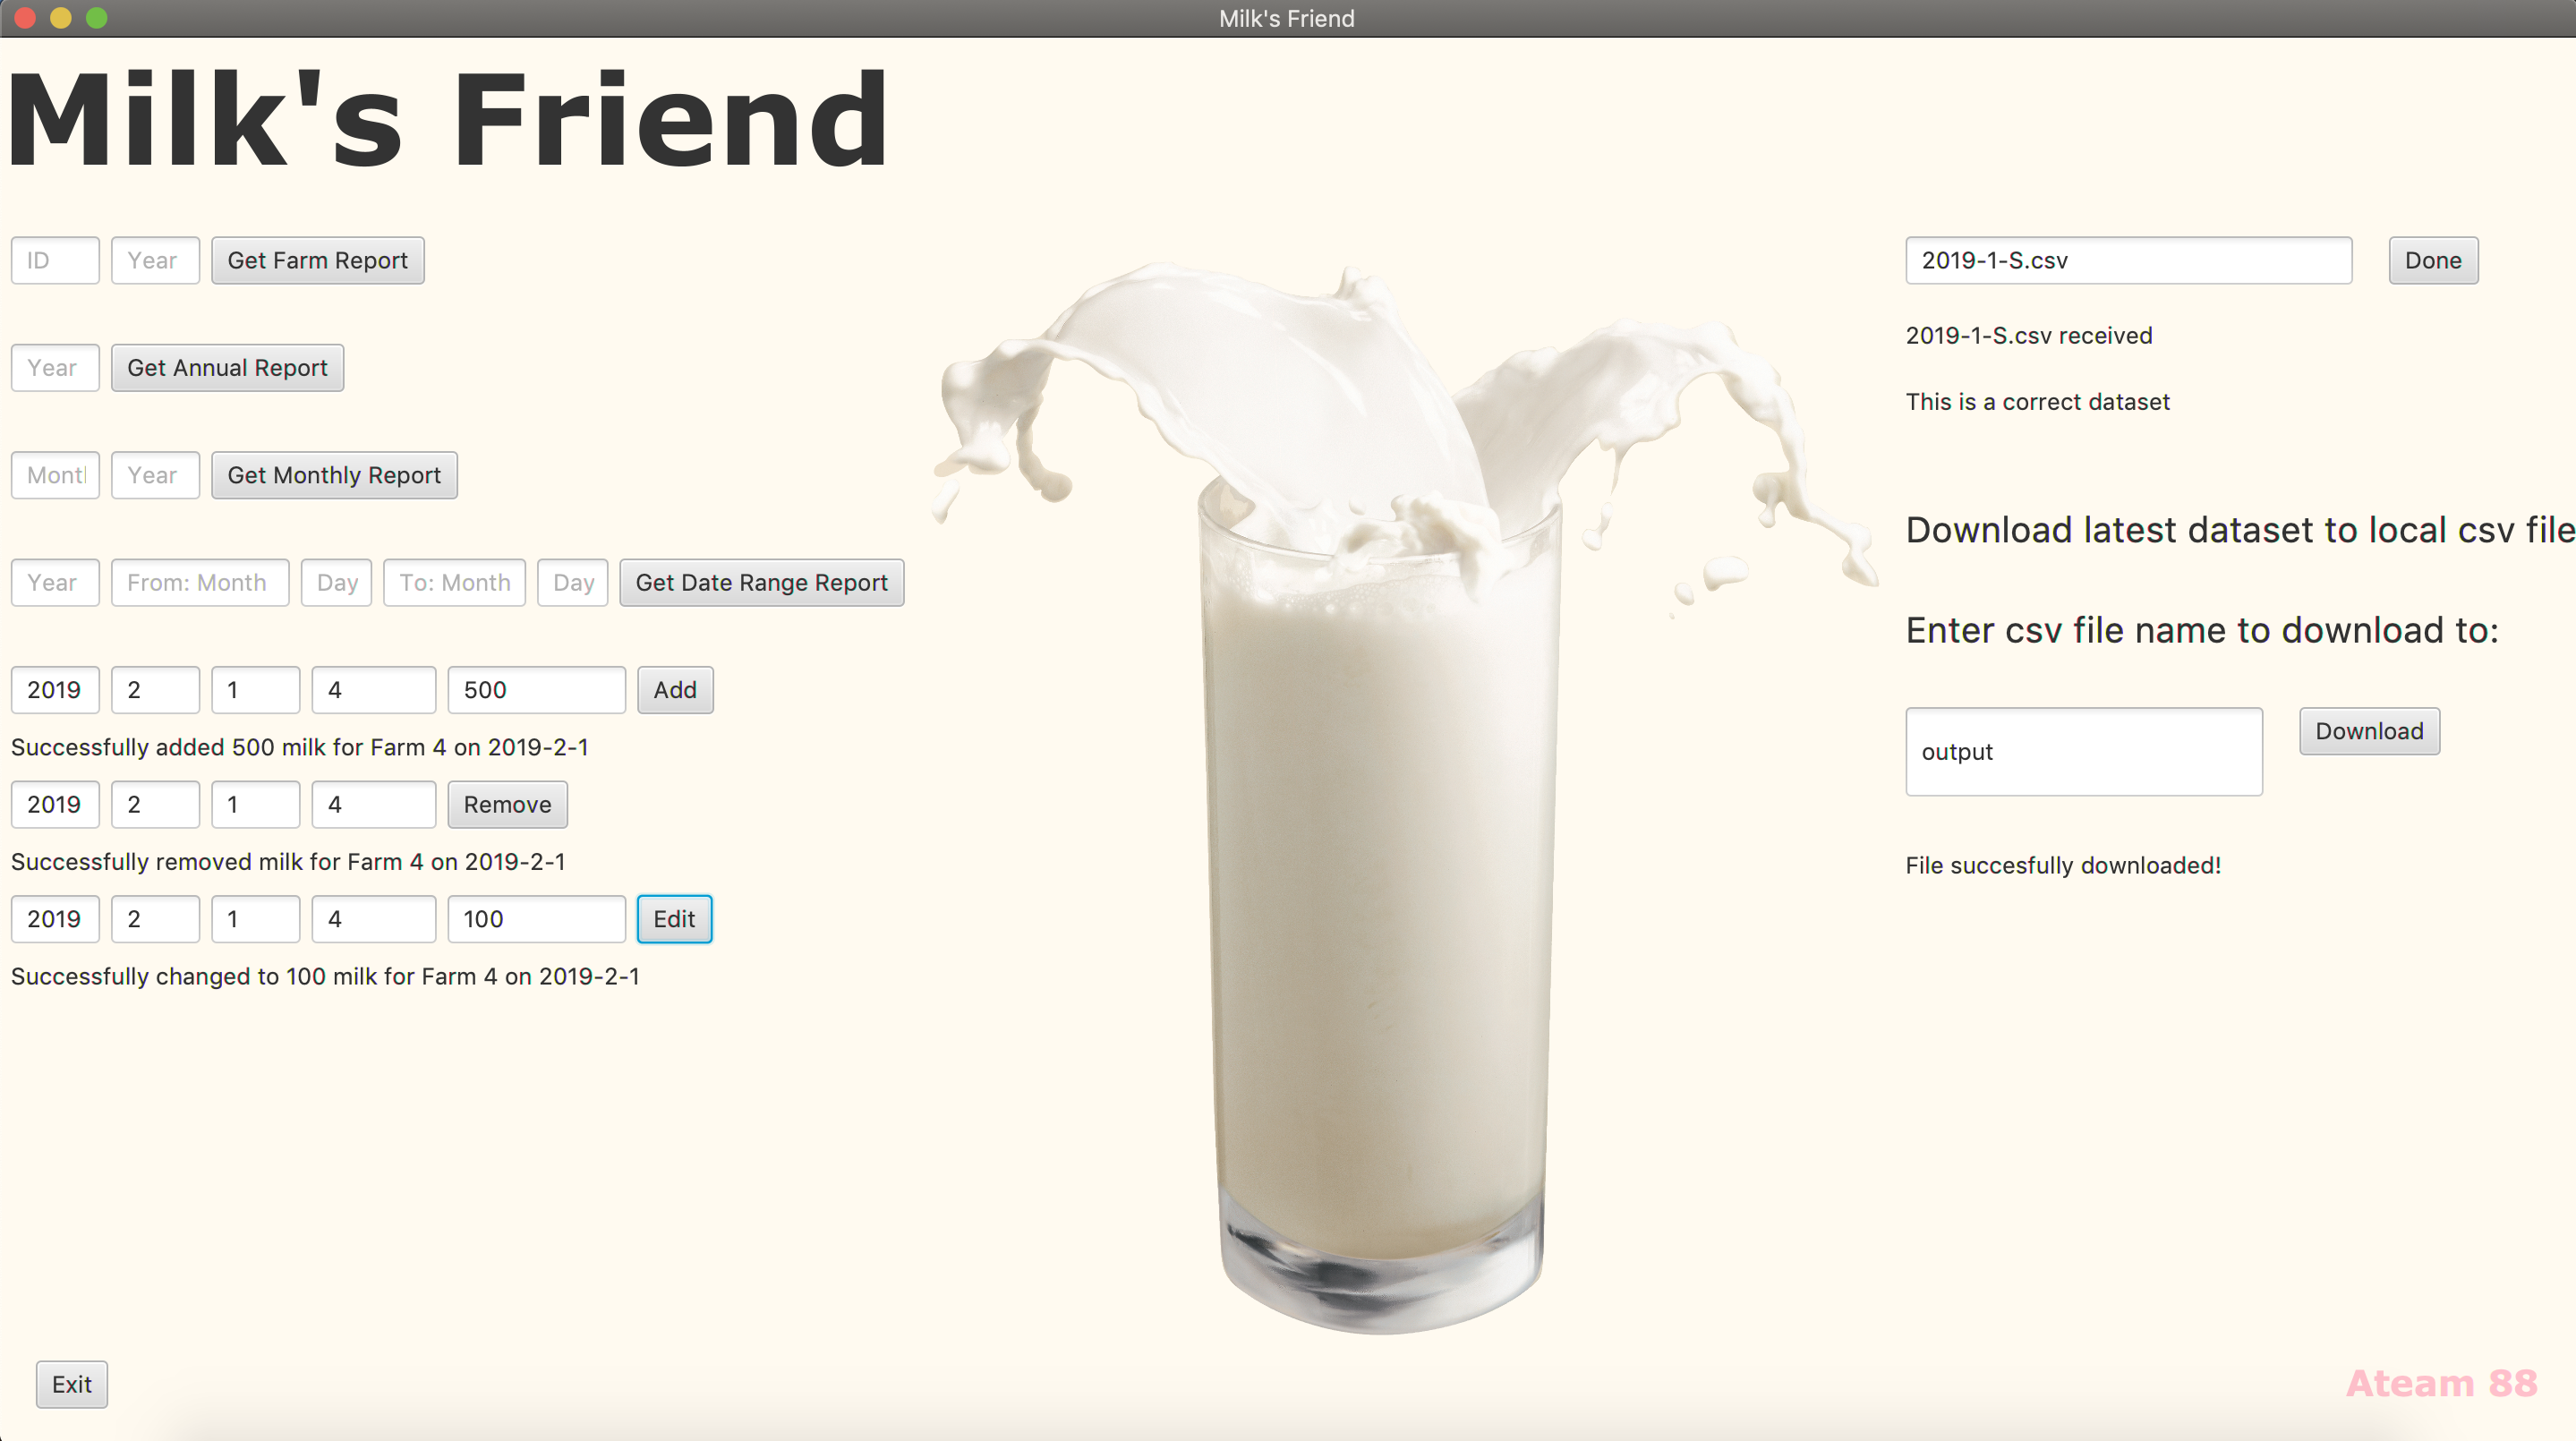 Milk's Friend
Milk's Friend
ID Year Get Farm Report
Year Get Annual Report
Month Year Get Monthly Report
Year From: Month Day To: Month Day Get Date Range Report
2019 2 1 4 500 Add
Successfully added 500 milk for Farm 4 on 2019-2-1
2019 2 1 4 Remove
Successfully removed milk for Farm 4 on 2019-2-1
2019 2 1 4 100 Edit
Successfully changed to 100 milk for Farm 4 on 2019-2-1
Exit
2019-1-S.csv Done
2019-1-S.csv received
This is a correct dataset
Download latest dataset to local csv file
Enter csv file name to download to:
output Download
File succesfully downloaded!
Ateam 88